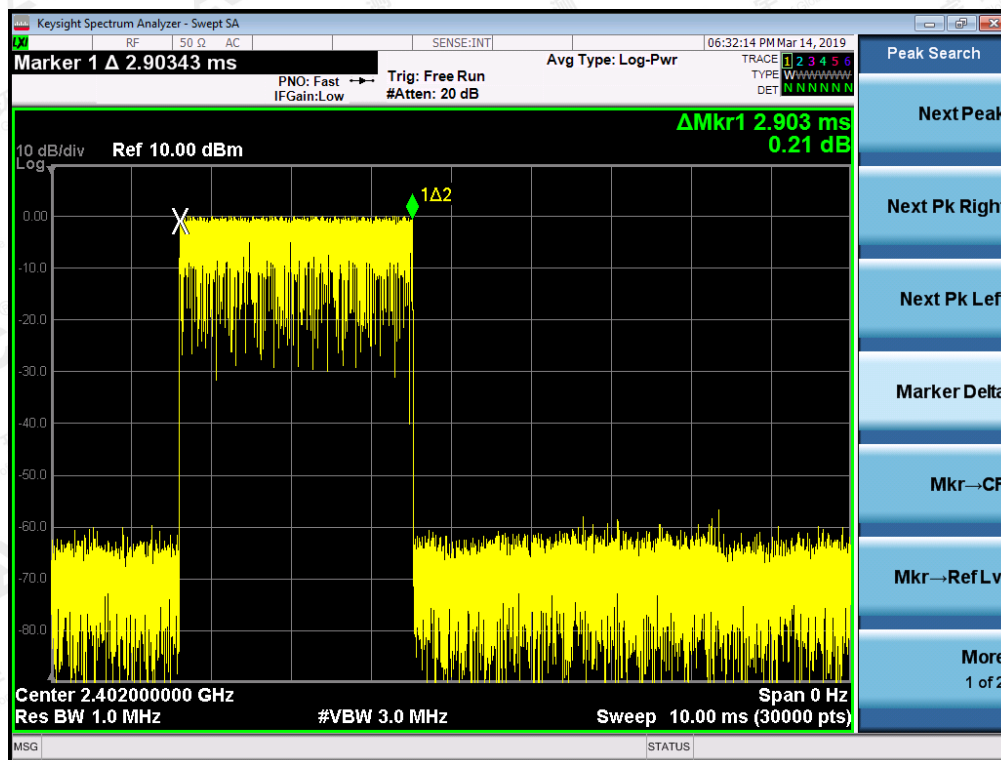 Keysight Spectrum Analyzer - Swept SA
LXI RF 50 Ω AC SENSE:INT 06:32:14 PM Mar 14, 2019
Marker 1 Δ 2.90343 ms
PNO: Fast
IFGain:Low
Trig: Free Run
#Atten: 20 dB
Avg Type: Log-Pwr
TRACE 1 2 3 4 5 6
TYPE WWWWWW
DET N N N N N N
ΔMkr1 2.903 ms
0.21 dB
10 dB/div Ref 10.00 dBm
Log
1Δ2
0.00
-10.0
-20.0
-30.0
-40.0
-50.0
-60.0
-70.0
-80.0
Center 2.402000000 GHz Span 0 Hz
Res BW 1.0 MHz #VBW 3.0 MHz Sweep 10.00 ms (30000 pts)
MSG STATUS
Peak Search
Next Peak
Next Pk Right
Next Pk Left
Marker Delta
Mkr→CF
Mkr→Ref Lv
More
1 of 2